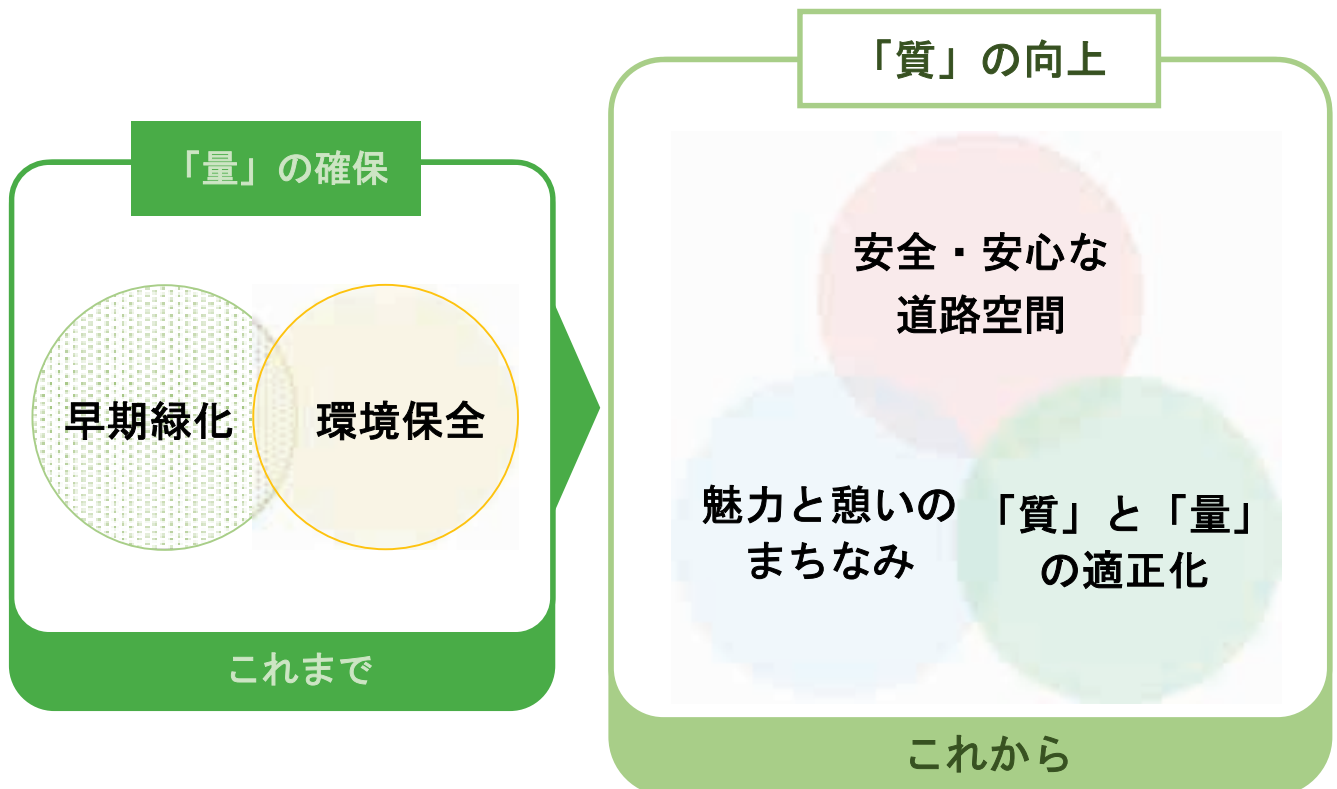 「量」の確保
早期緑化
環境保全
これまで
「質」の向上
安全・安心な
道路空間
魅力と憩いの
まちなみ
「質」と「量」
の適正化
これから